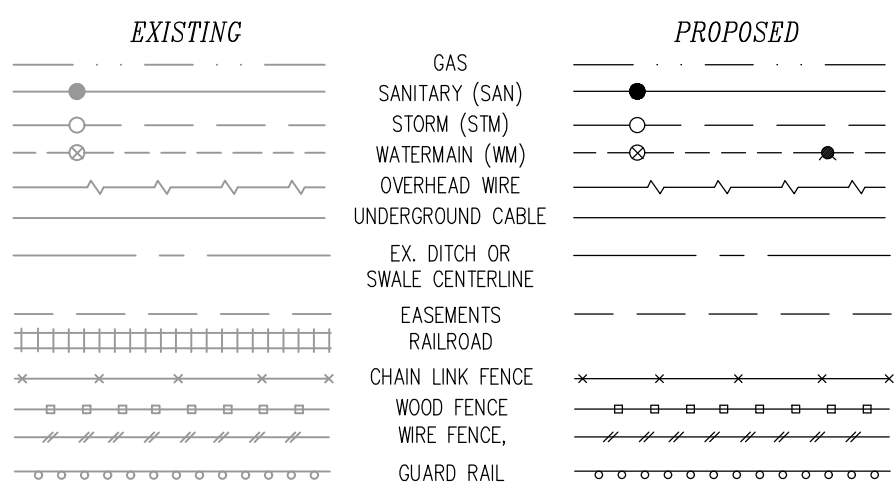 EXISTING PROPOSED
GAS
SANITARY (SAN)
STORM (STM)
WATERMAIN (WM)
OVERHEAD WIRE
UNDERGROUND CABLE
EX. DITCH OR
SWALE CENTERLINE
EASEMENTS
RAILROAD
CHAIN LINK FENCE
WOOD FENCE
WIRE FENCE,
GUARD RAIL